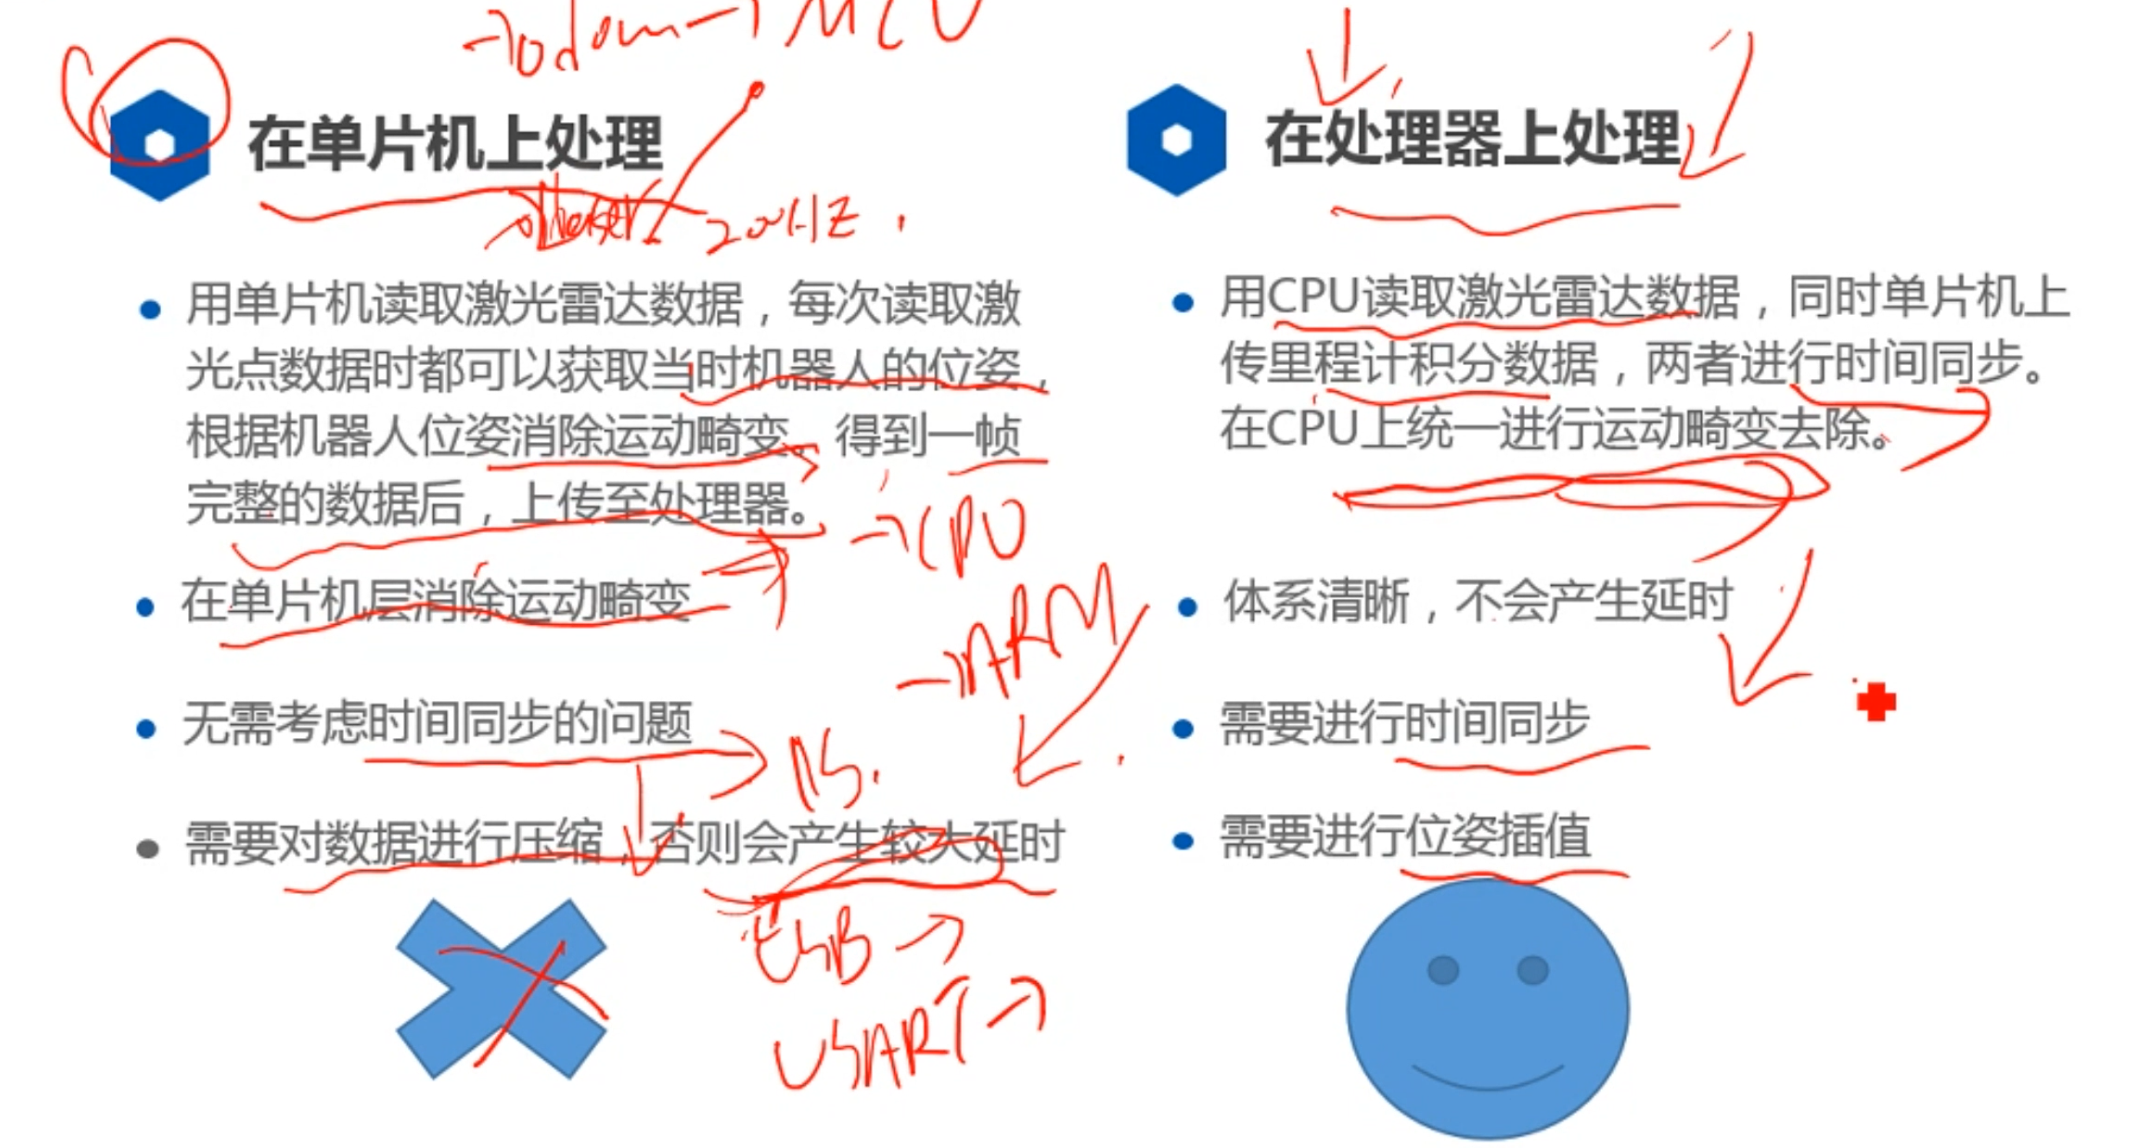 →odom→MCU
在单片机上处理
200HZ
用单片机读取激光雷达数据，每次读取激
光点数据时都可以获取当时机器人的位姿，
根据机器人位姿消除运动畸变。得到一帧
完整的数据后，上传至处理器。
→CPU
在单片机层消除运动畸变
→ARM
无需考虑时间同步的问题
需要对数据进行压缩，否则会产生较大延时
USB→
USART→
在处理器上处理
用CPU读取激光雷达数据，同时单片机上
传里程计积分数据，两者进行时间同步。
在CPU上统一进行运动畸变去除。
体系清晰，不会产生延时
需要进行时间同步
需要进行位姿插值